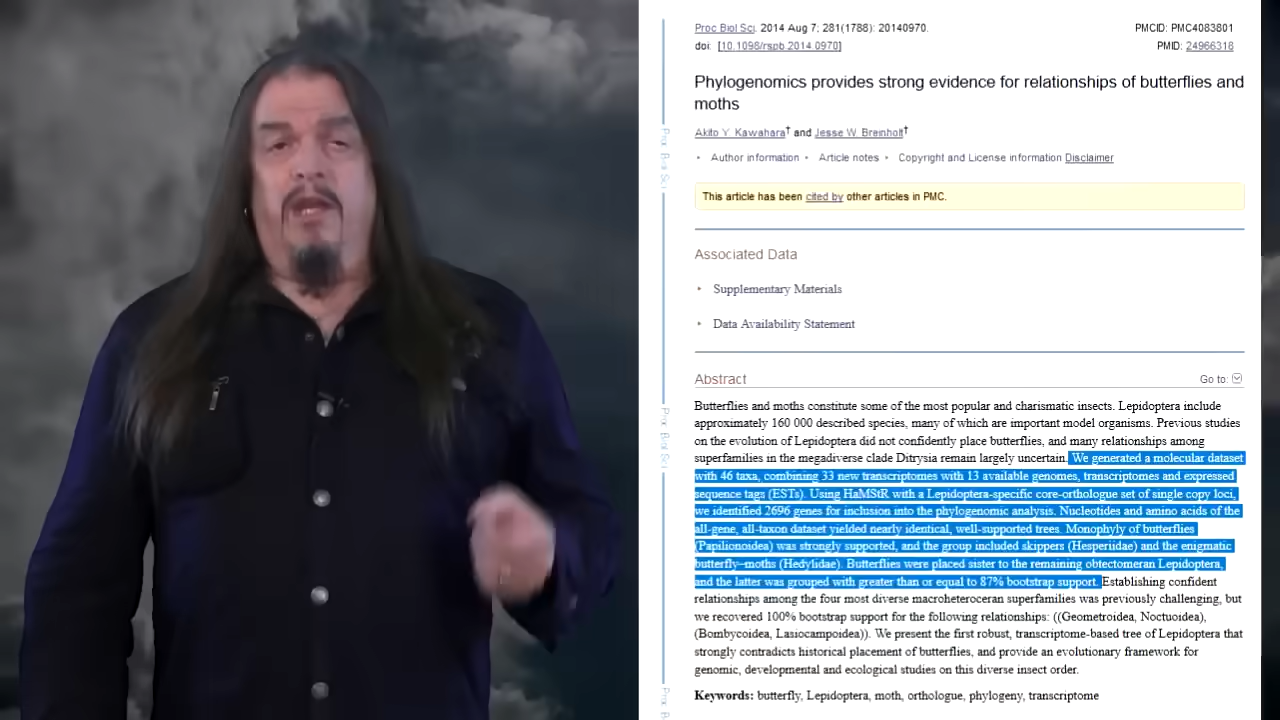 Proc Biol Sci. 2014 Aug 7; 281(1788): 20140970.
PMCID: PMC4083801
doi: [10.1098/rspb.2014.0970]
PMID: 24966318
Phylogenomics provides strong evidence for relationships of butterflies and
moths
Akito Y. Kawahara† and Jesse W. Breinholt†
Author information • Article notes • Copyright and License information Disclaimer
This article has been cited by other articles in PMC.
Associated Data
Supplementary Materials
Data Availability Statement
Abstract
Go to:
Butterflies and moths constitute some of the most popular and charismatic insects. Lepidoptera include
approximately 160 000 described species, many of which are important model organisms. Previous studies
on the evolution of Lepidoptera did not confidently place butterflies, and many relationships among
superfamilies in the megadiverse clade Ditrysia remain largely uncertain. We generated a molecular dataset
with 46 taxa, combining 33 new transcriptomes with 13 available genomes, transcriptomes and expressed
sequence tags (ESTs). Using HaMStR with a Lepidoptera-specific core-orthologue set of single copy loci,
we identified 2696 genes for inclusion into the phylogenomic analysis. Nucleotides and amino acids of the
all-gene, all-taxon dataset yielded nearly identical, well-supported trees. Monophyly of butterflies
(Papilionoidea) was strongly supported, and the group included skippers (Hesperiidae) and the enigmatic
butterfly–moths (Hedylidae). Butterflies were placed sister to the remaining obtectomeran Lepidoptera,
and the latter was grouped with greater than or equal to 87% bootstrap support. Establishing confident
relationships among the four most diverse macroheteroceran superfamilies was previously challenging, but
we recovered 100% bootstrap support for the following relationships: ((Geometroidea, Noctuoidea),
(Bombycoidea, Lasiocampoidea)). We present the first robust, transcriptome-based tree of Lepidoptera that
strongly contradicts historical placement of butterflies, and provide an evolutionary framework for
genomic, developmental and ecological studies on this diverse insect order.
Keywords: butterfly, Lepidoptera, moth, orthologue, phylogeny, transcriptome
Proc Biol Sci
Proc Biol Sci
Proc B